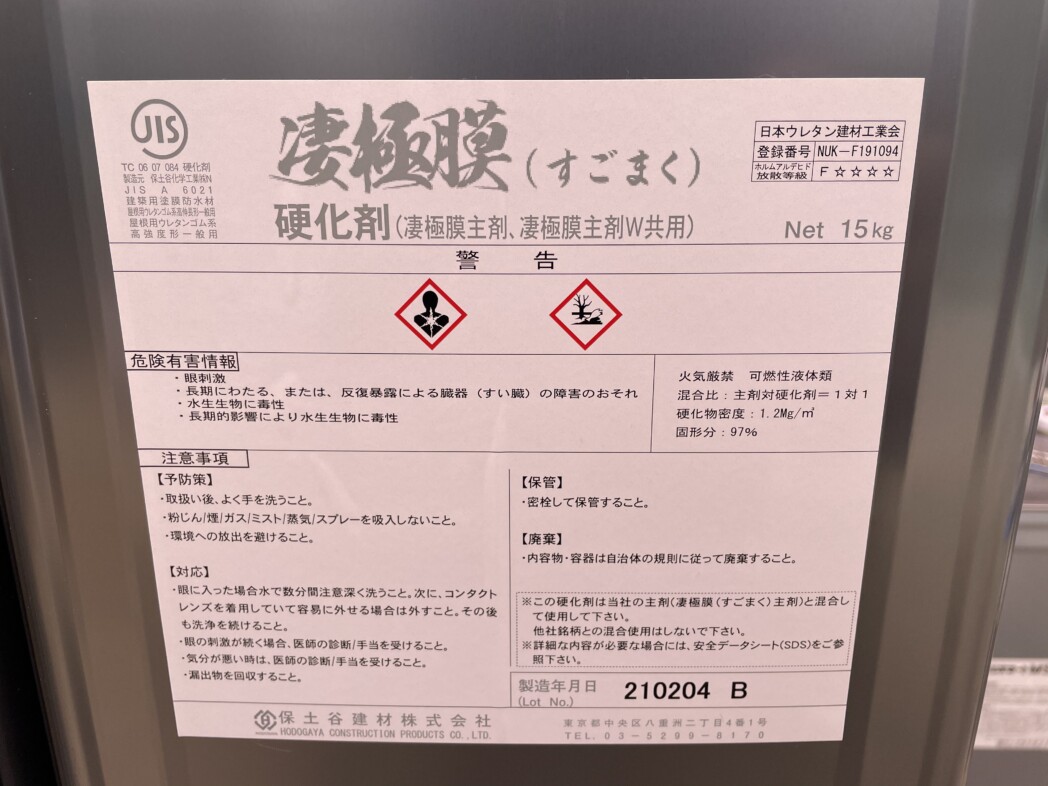 JIS
TC 06 07 084 硬化剤
製造元 保土谷化学工業㈱N
JIS A 6021
建築用塗膜防水材
屋根用ウレタンゴム系高伸長形一般用
屋根用ウレタンゴム系
高強度形一般用
凄極膜(すごまく)
硬化剤(凄極膜主剤、凄極膜主剤W共用)
日本ウレタン建材工業会
登録番号 NUK-F191094
ホルムアルデヒド
放散等級 F☆☆☆☆
Net 15kg
警 告
危険有害情報
・眼刺激
・長期にわたる、または、反復暴露による臓器(すい臓)の障害のおそれ
・水生生物に毒性
・長期的影響により水生生物に毒性
火気厳禁 可燃性液体類
混合比:主剤対硬化剤=1対1
硬化物密度:1.2Mg/㎥
固形分:97%
注意事項
【予防策】
・取扱い後、よく手を洗うこと。
・粉じん/煙/ガス/ミスト/蒸気/スプレーを吸入しないこと。
・環境への放出を避けること。
【対応】
・眼に入った場合水で数分間注意深く洗うこと。次に、コンタクト
レンズを着用していて容易に外せる場合は外すこと。その後
も洗浄を続けること。
・眼の刺激が続く場合、医師の診断/手当を受けること。
・気分が悪い時は、医師の診断/手当を受けること。
・漏出物を回収すること。
【保管】
・密栓して保管すること。
【廃棄】
・内容物・容器は自治体の規則に従って廃棄すること。
※この硬化剤は当社の主剤(凄極膜(すごまく)主剤)と混合し
て使用して下さい。
他社銘柄との混合使用はしないで下さい。
※詳細な内容が必要な場合には、安全データシート(SDS)をご参
照下さい。
製造年月日
(Lot No.)
210204 B
保土谷建材株式会社
HODOGAYA CONSTRUCTION PRODUCTS CO.,LTD.
東京都中央区八重洲二丁目4番1号
TEL.03-5299-8170